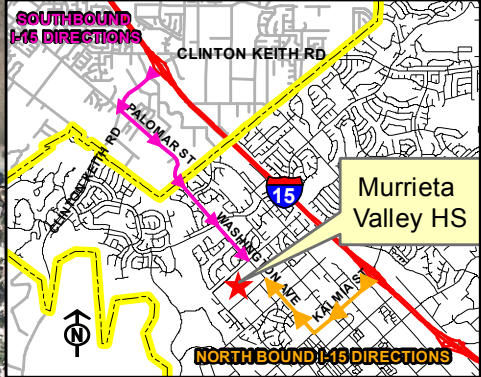 SOUTHBOUND
I-15 DIRECTIONS
CLINTON KEITH RD
PALOMAR ST
CLINTON KEITH RD
15
Murrieta
Valley HS
WASHINGTON AVE
KALMIA ST
N
NORTH BOUND I-15 DIRECTIONS